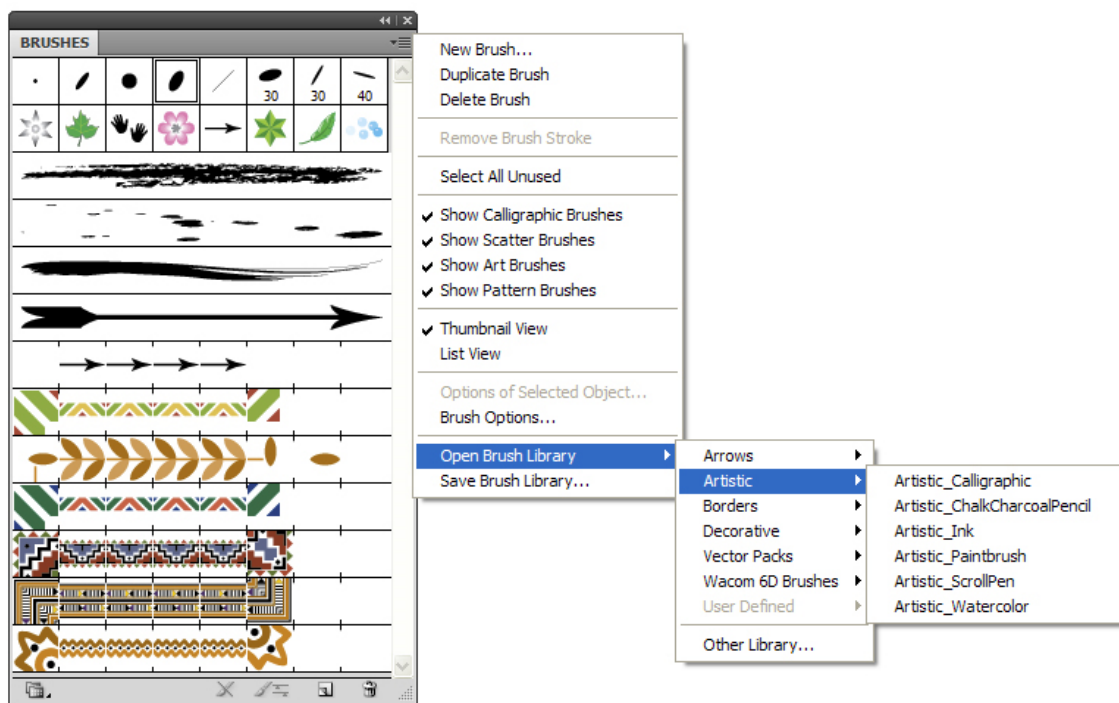 BRUSHES
30 30 40
New Brush...
Duplicate Brush
Delete Brush
Remove Brush Stroke
Select All Unused
Show Calligraphic Brushes
Show Scatter Brushes
Show Art Brushes
Show Pattern Brushes
Thumbnail View
List View
Options of Selected Object...
Brush Options...
Open Brush Library
Save Brush Library...
Arrows
Artistic
Borders
Decorative
Vector Packs
Wacom 6D Brushes
User Defined
Other Library...
Artistic_Calligraphic
Artistic_ChalkCharcoalPencil
Artistic_Ink
Artistic_Paintbrush
Artistic_ScrollPen
Artistic_Watercolor